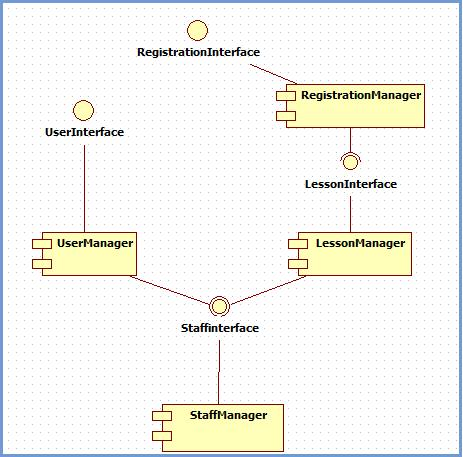 RegistrationInterface
RegistrationManager
UserInterface
LessonInterface
UserManager
LessonManager
Staffinterface
StaffManager